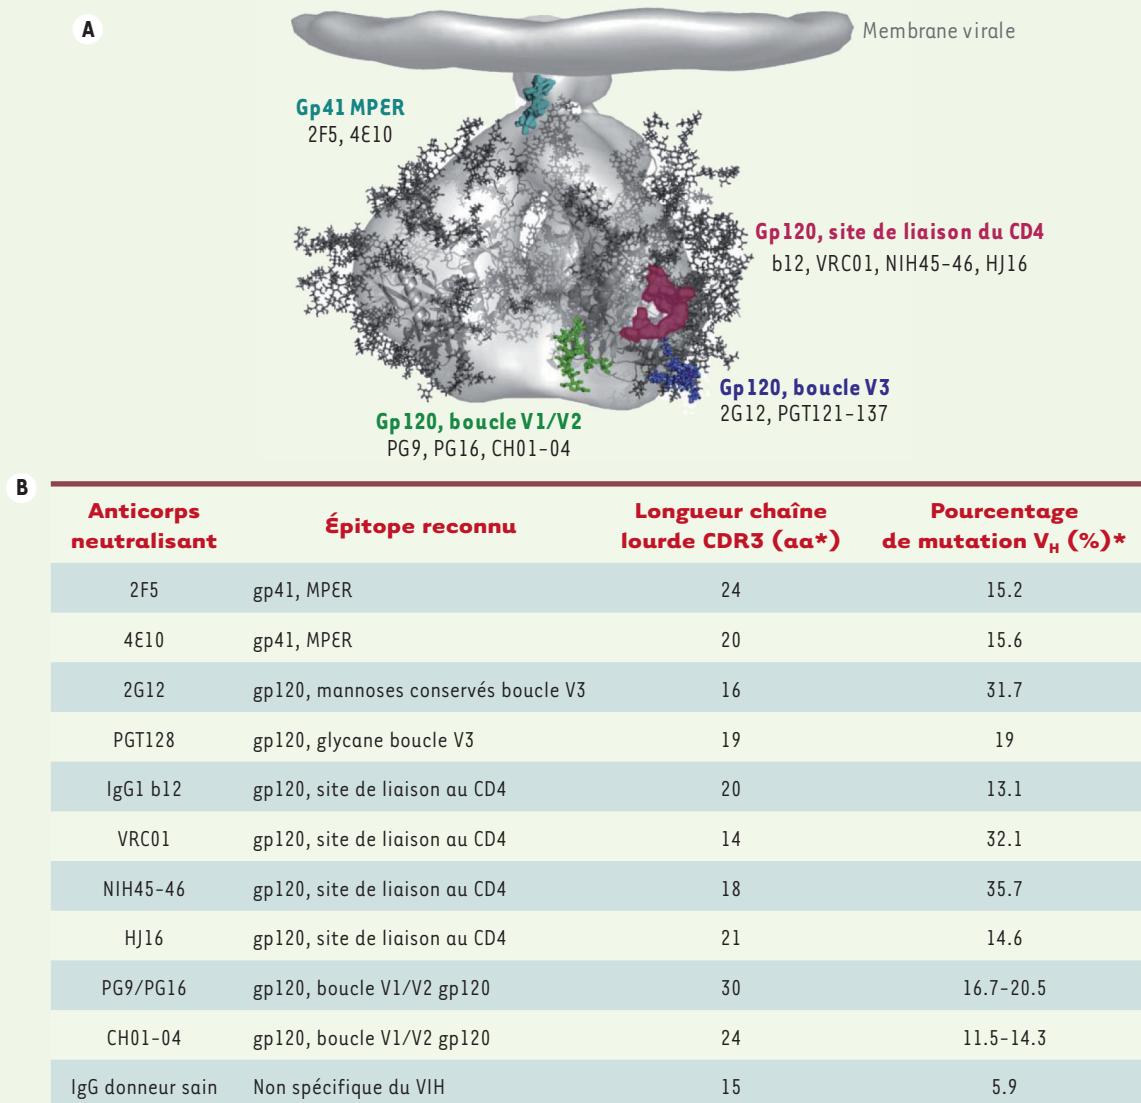 A
Membrane virale
Gp41 MPER
2F5, 4E10
Gp120, site de liaison du CD4
b12, VRC01, NIH45-46, HJ16
Gp120, boucle V3
2G12, PGT121-137
Gp120, boucle V1/V2
PG9, PG16, CH01-04
B
Anticorps neutralisant Épitope reconnu Longueur chaîne lourde CDR3 (aa*) Pourcentage de mutation VH (%)*
2F5 gp41, MPER 24 15.2
4E10 gp41, MPER 20 15.6
2G12 gp120, mannoses conservés boucle V3 16 31.7
PGT128 gp120, glycane boucle V3 19 19
IgG1 b12 gp120, site de liaison au CD4 20 13.1
VRC01 gp120, site de liaison au CD4 14 32.1
NIH45-46 gp120, site de liaison au CD4 18 35.7
HJ16 gp120, site de liaison au CD4 21 14.6
PG9/PG16 gp120, boucle V1/V2 gp120 30 16.7-20.5
CH01-04 gp120, boucle V1/V2 gp120 24 11.5-14.3
IgG donneur sain Non spécifique du VIH 15 5.9